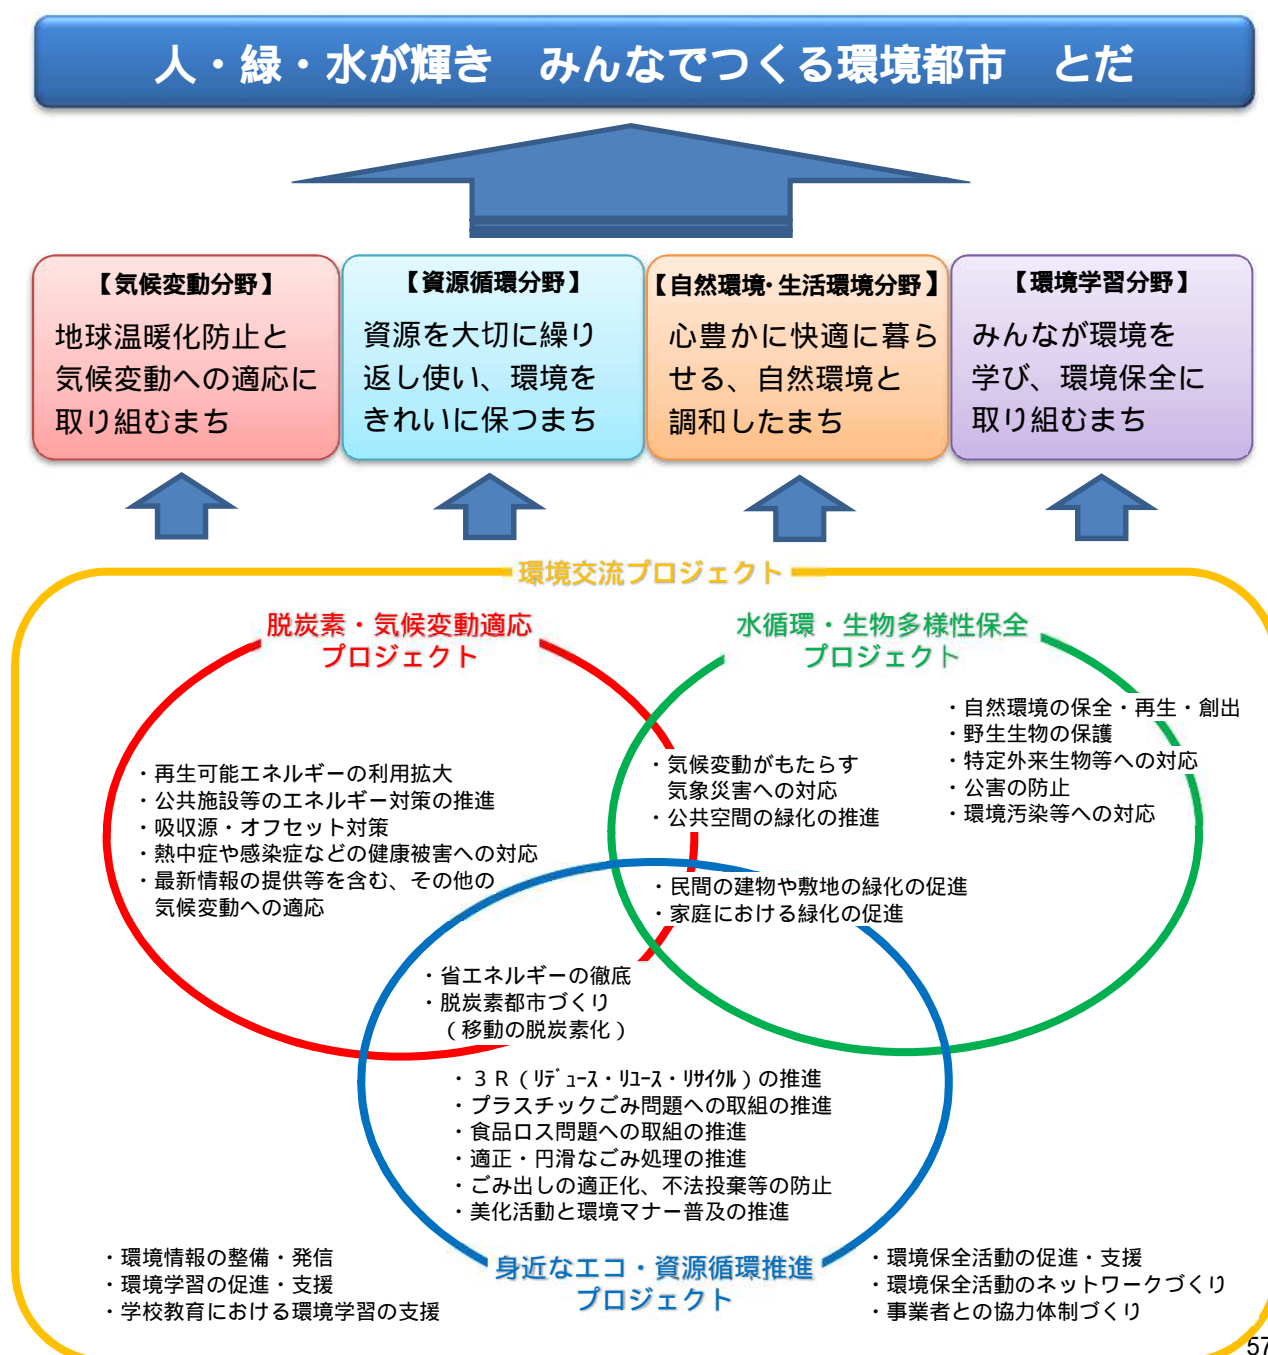 人・緑・水が輝き　みんなでつくる環境都市　とだ
【気候変動分野】
地球温暖化防止と
気候変動への適応に
取り組むまち
【資源循環分野】
資源を大切に繰り
返し使い、環境を
きれいに保つまち
【自然環境・生活環境分野】
心豊かに快適に暮ら
せる、自然環境と
調和したまち
【環境学習分野】
みんなが環境を
学び、環境保全に
取り組むまち
環境交流プロジェクト
脱炭素・気候変動適応
プロジェクト
水循環・生物多様性保全
プロジェクト
・自然環境の保全・再生・創出
・野生生物の保護
・特定外来生物等への対応
・公害の防止
・環境汚染等への対応
・再生可能エネルギーの利用拡大
・公共施設等のエネルギー対策の推進
・吸収源・オフセット対策
・熱中症や感染症などの健康被害への対応
・最新情報の提供等を含む、その他の
気候変動への適応
・気候変動がもたらす
気象災害への対応
・公共空間の緑化の推進
・民間の建物や敷地の緑化の促進
・家庭における緑化の促進
・省エネルギーの徹底
・脱炭素都市づくり
（移動の脱炭素化）
・３Ｒ（ﾘﾃﾞｭｰｽ・ﾘﾕｰｽ・ﾘｻｲｸﾙ）の推進
・プラスチックごみ問題への取組の推進
・食品ロス問題への取組の推進
・適正・円滑なごみ処理の推進
・ごみ出しの適正化、不法投棄等の防止
・美化活動と環境マナー普及の推進
身近なエコ・資源循環推進
プロジェクト
・環境情報の整備・発信
・環境学習の促進・支援
・学校教育における環境学習の支援
・環境保全活動の促進・支援
・環境保全活動のネットワークづくり
・事業者との協力体制づくり
57